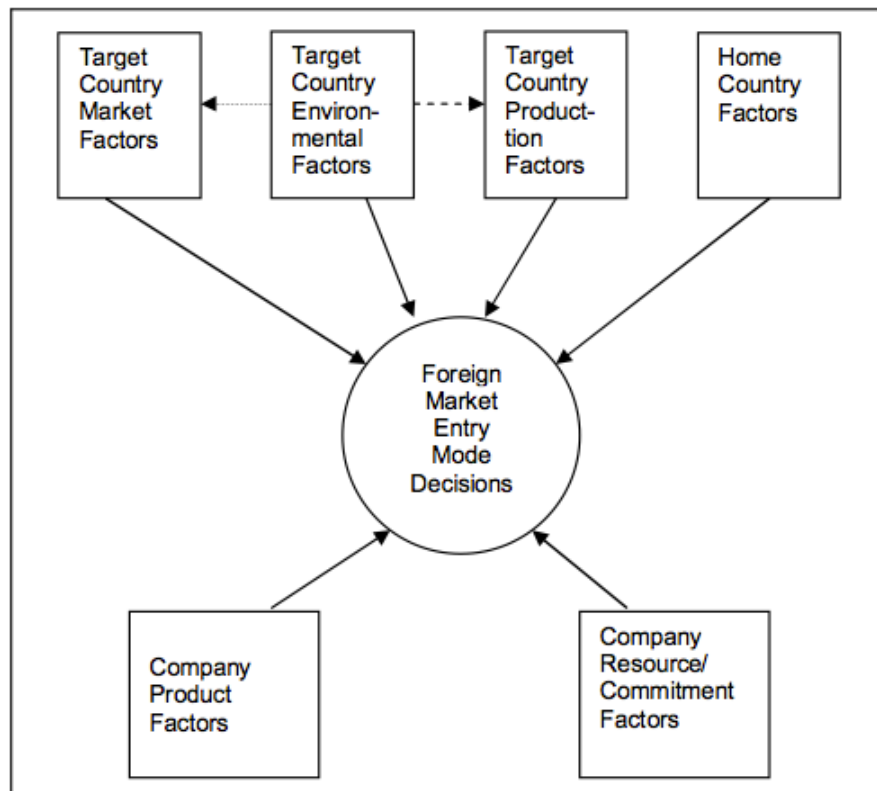 Target
Country
Market
Factors
Target
Country
Environ-
mental
Factors
Target
Country
Product-
tion
Factors
Home
Country
Factors
Foreign
Market
Entry
Mode
Decisions
Company
Product
Factors
Company
Resource/
Commitment
Factors